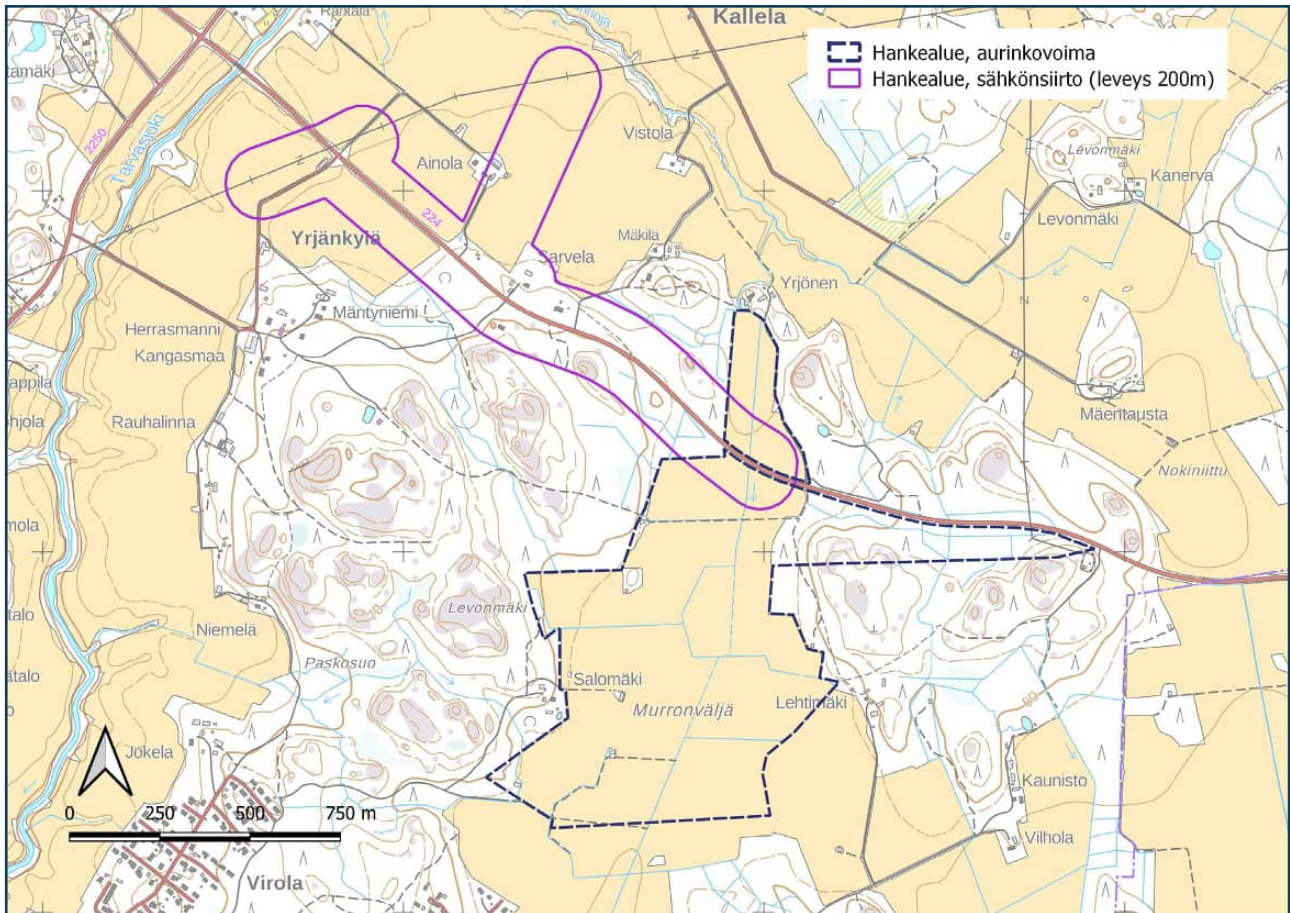 Kallela
Hankealue, aurinkovoima
Hankealue, sähkönsiirto (leveys 200m)
2250
Tarvasjoki
Vistola
Ainola
Levonmäki
Kanerva
224
Levonmäki
Yrjänkylä
Mäkilä
Sarvela
Yrjönen
Mäntyniemi
Herrasmanni
Kangasmaa
Rauhalinna
Mäentausta
Nokiniittu
Levonmäki
Niemelä
Paskosuo
Salomäki
Murronväljä
Lehtimäki
Jokela
Kaunisto
Vilhola
Virola
0 250 500 750 m